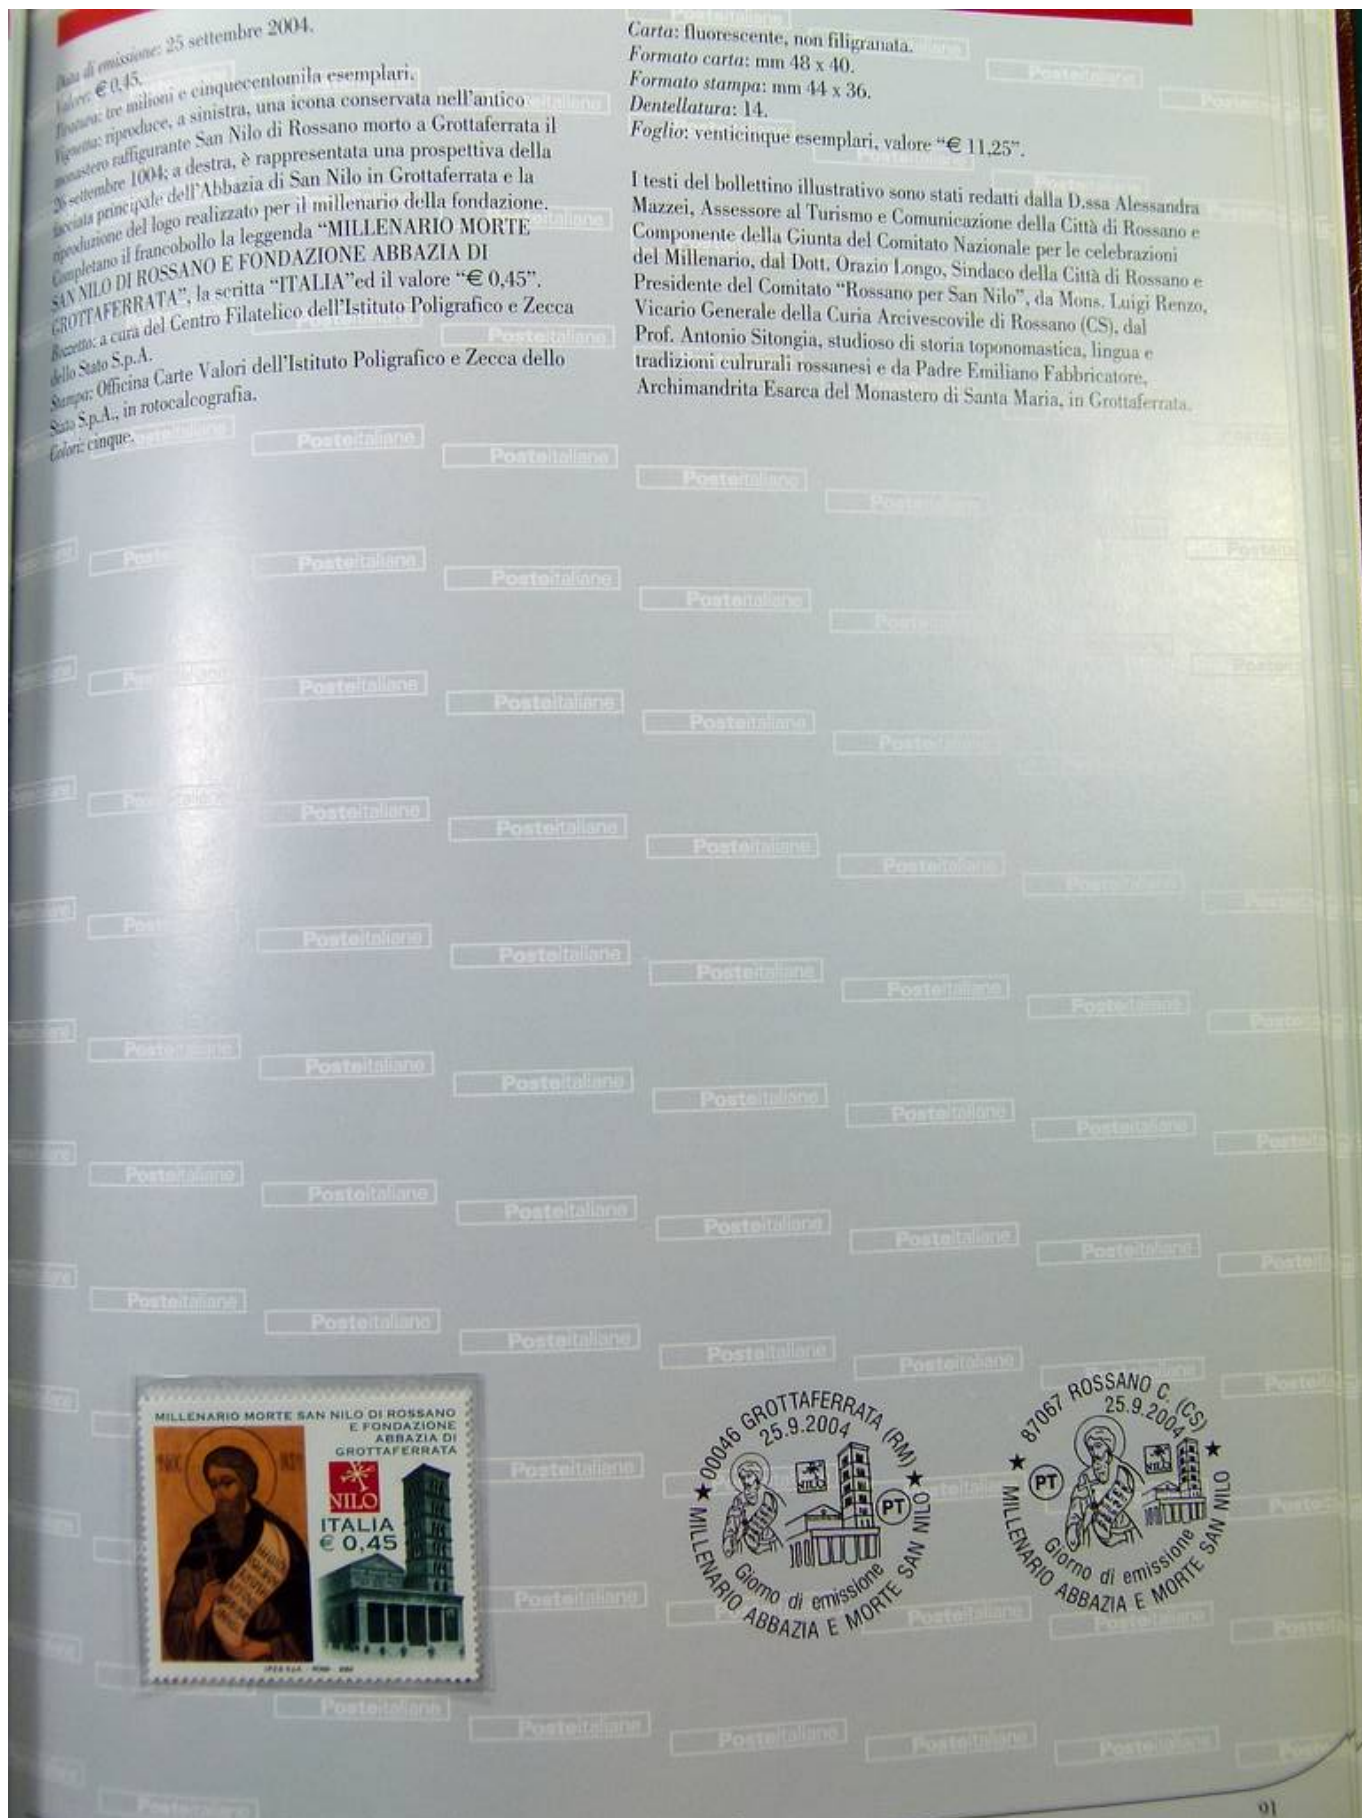 Data di emissione: 25 settembre 2004.
Valore: € 0,45.
Tiratura: tre milioni e cinquecentomila esemplari.
Vignetta: riproduce, a sinistra, una icona conservata nell'antico
monastero raffigurante San Nilo di Rossano morto a Grottaferrata il
26 settembre 1004; a destra, è rappresentata una prospettiva della
facciata principale dell'Abbazia di San Nilo in Grottaferrata e la
riproduzione del logo realizzato per il millenario della fondazione.
Completano il francobollo la leggenda “MILLENARIO MORTE
SAN NILO DI ROSSANO E FONDAZIONE ABBAZIA DI
GROTTAFERRATA”, la scritta “ITALIA”ed il valore “€ 0,45”.
Bozzetto: a cura del Centro Filatelico dell'Istituto Poligrafico e Zecca
dello Stato S.p.A.
Stampa: Officina Carte Valori dell'Istituto Poligrafico e Zecca dello
Stato S.p.A., in rotocalcografia.
Colori: cinque.
Carta: fluorescente, non filigranata.
Formato carta: mm 48 x 40.
Formato stampa: mm 44 x 36.
Dentellatura: 14.
Foglio: venticinque esemplari, valore “€ 11,25”.
I testi del bollettino illustrativo sono stati redatti dalla D.ssa Alessandra
Mazzei, Assessore al Turismo e Comunicazione della Città di Rossano e
Componente della Giunta del Comitato Nazionale per le celebrazioni
del Millenario, dal Dott. Orazio Longo, Sindaco della Città di Rossano e
Presidente del Comitato “Rossano per San Nilo”, da Mons. Luigi Renzo,
Vicario Generale della Curia Arcivescovile di Rossano (CS), dal
Prof. Antonio Sitongia, studioso di storia toponomastica, lingua e
tradizioni culrurali rossanesi e da Padre Emiliano Fabbricatore,
Archimandrita Esarca del Monastero di Santa Maria, in Grottaferrata.
Posteitaliane
MILLENARIO MORTE SAN NILO DI ROSSANO
E FONDAZIONE
ABBAZIA DI
GROTTAFERRATA
NILO
ITALIA
€ 0,45
00046 GROTTAFERRATA (RM)
25.9.2004
NILO
PT
Giorno di emissione
MILLENARIO ABBAZIA E MORTE SAN NILO
87067 ROSSANO C. (CS)
25.9.2004
NILO
PT
Giorno di emissione
MILLENARIO ABBAZIA E MORTE SAN NILO
91